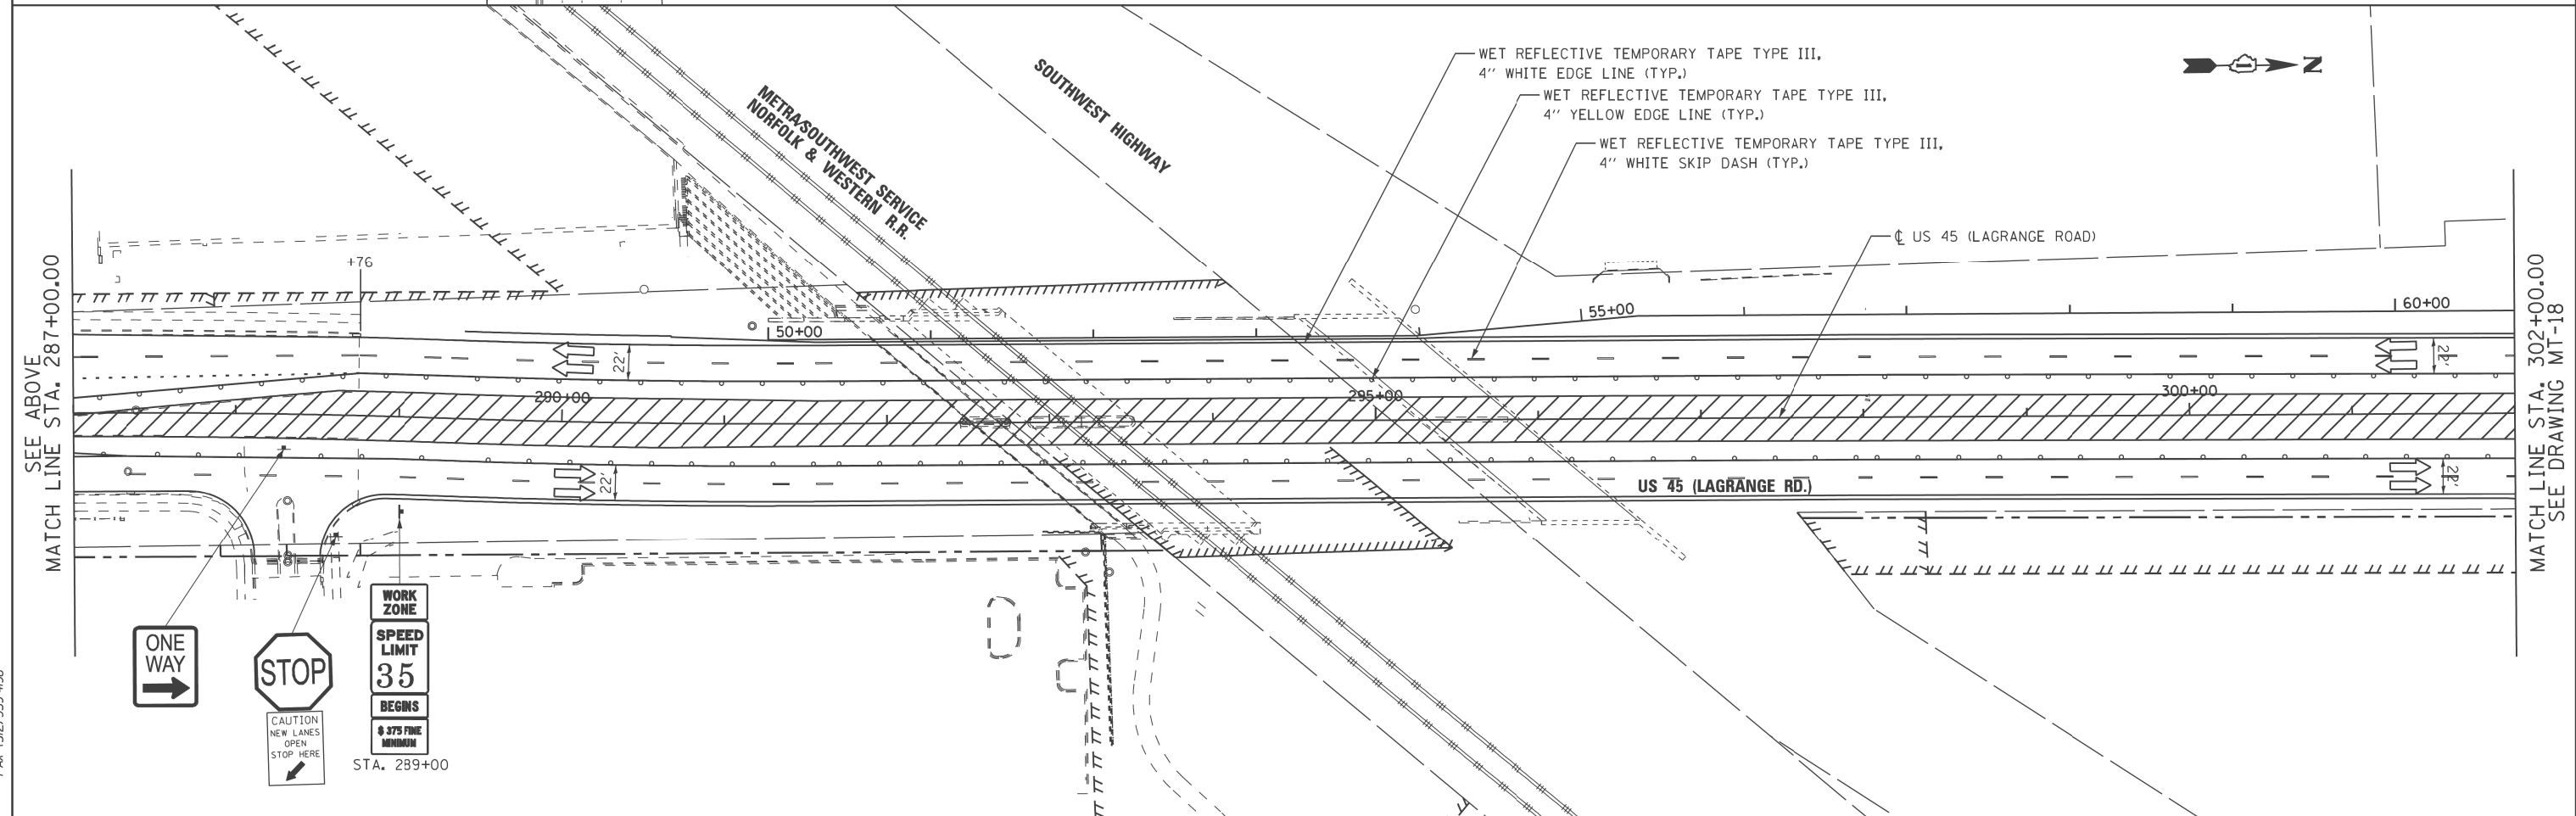 WET REFLECTIVE TEMPORARY TAPE TYPE III,
4" WHITE EDGE LINE (TYP.)
WET REFLECTIVE TEMPORARY TAPE TYPE III,
4" YELLOW EDGE LINE (TYP.)
WET REFLECTIVE TEMPORARY TAPE TYPE III,
4" WHITE SKIP DASH (TYP.)
N
SOUTHWEST HIGHWAY
METRA/SOUTHWEST SERVICE
NORFOLK & WESTERN R.R.
℄ US 45 (LAGRANGE ROAD)
SEE ABOVE
MATCH LINE STA. 287+00.00
+76
50+00
55+00
60+00
22'
22'
290+00
295+00
300+00
22'
22'
US 45 (LAGRANGE RD.)
MATCH LINE STA. 302+00.00
SEE DRAWING MT-18
ONE
WAY
STOP
CAUTION
NEW LANES
OPEN
STOP HERE
WORK
ZONE
SPEED
LIMIT
35
BEGINS
$ 375 FINE
MINIMUM
STA. 289+00